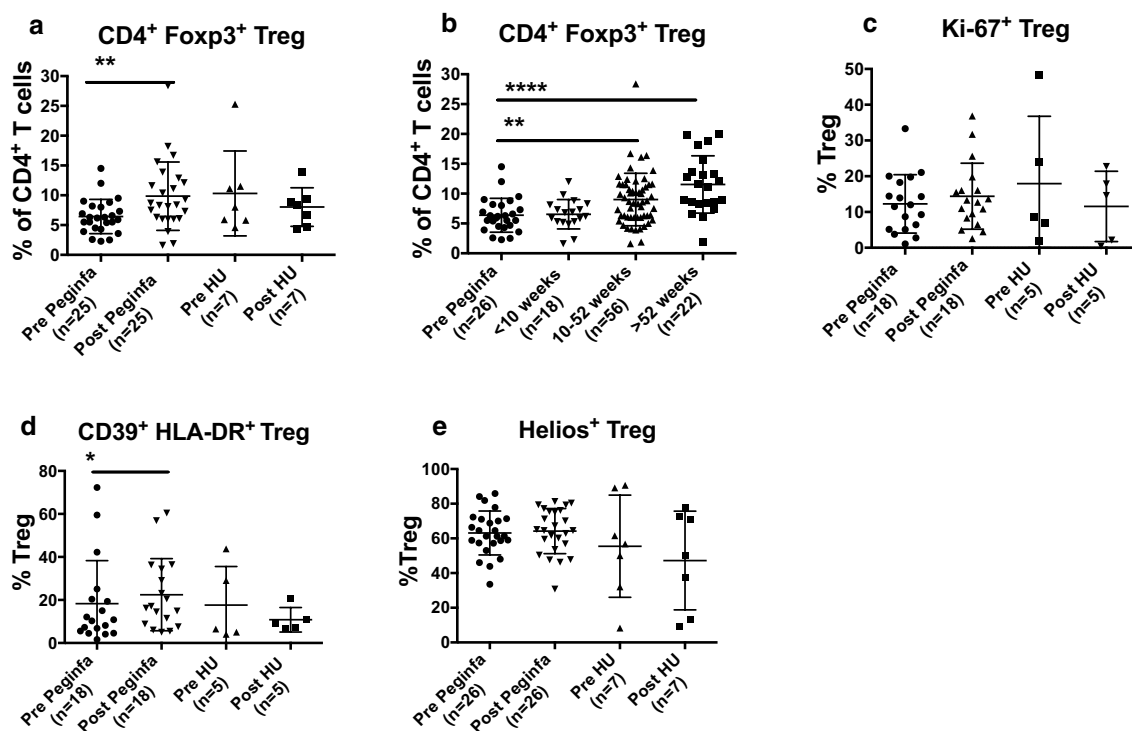 a
CD4+ Foxp3+ Treg
**
% of CD4+ T cells
30
25
20
15
10
5
0
Pre Peginfa
(n=25)
Post Peginfa
(n=25)
Pre HU
(n=7)
Post HU
(n=7)
b
CD4+ Foxp3+ Treg
****
**
% of CD4+ T cells
30
25
20
15
10
5
0
Pre Peginfa
(n=26)
<10 weeks
(n=18)
10-52 weeks
(n=56)
>52 weeks
(n=22)
c
Ki-67+ Treg
% Treg
50
40
30
20
10
0
Pre Peginfa
(n=18)
Post Peginfa
(n=18)
Pre HU
(n=5)
Post HU
(n=5)
d
CD39+ HLA-DR+ Treg
*
% Treg
80
60
40
20
0
Pre Peginfa
(n=18)
Post Peginfa
(n=18)
Pre HU
(n=5)
Post HU
(n=5)
e
Helios+ Treg
%Treg
100
80
60
40
20
0
Pre Peginfa
(n=26)
Post Peginfa
(n=26)
Pre HU
(n=7)
Post HU
(n=7)